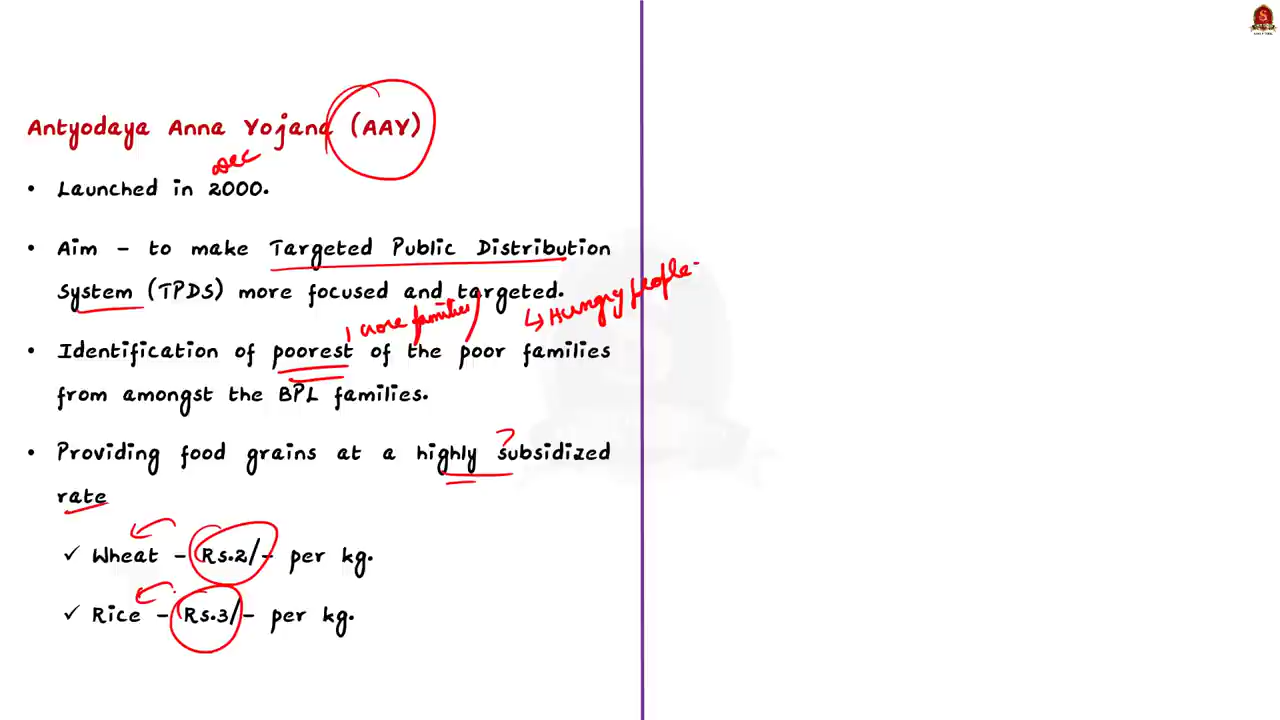 Antyodaya Anna Yojana (AAY)
Dec
• Launched in 2000.
• Aim – to make Targeted Public Distribution
System (TPDS) more focused and targeted.
1 crore families
↳ Hungry people
• Identification of poorest of the poor families
from amongst the BPL families.
• Providing food grains at a highly subsidized
rate
✓ Wheat – Rs.2/- per kg.
✓ Rice – Rs.3/- per kg.